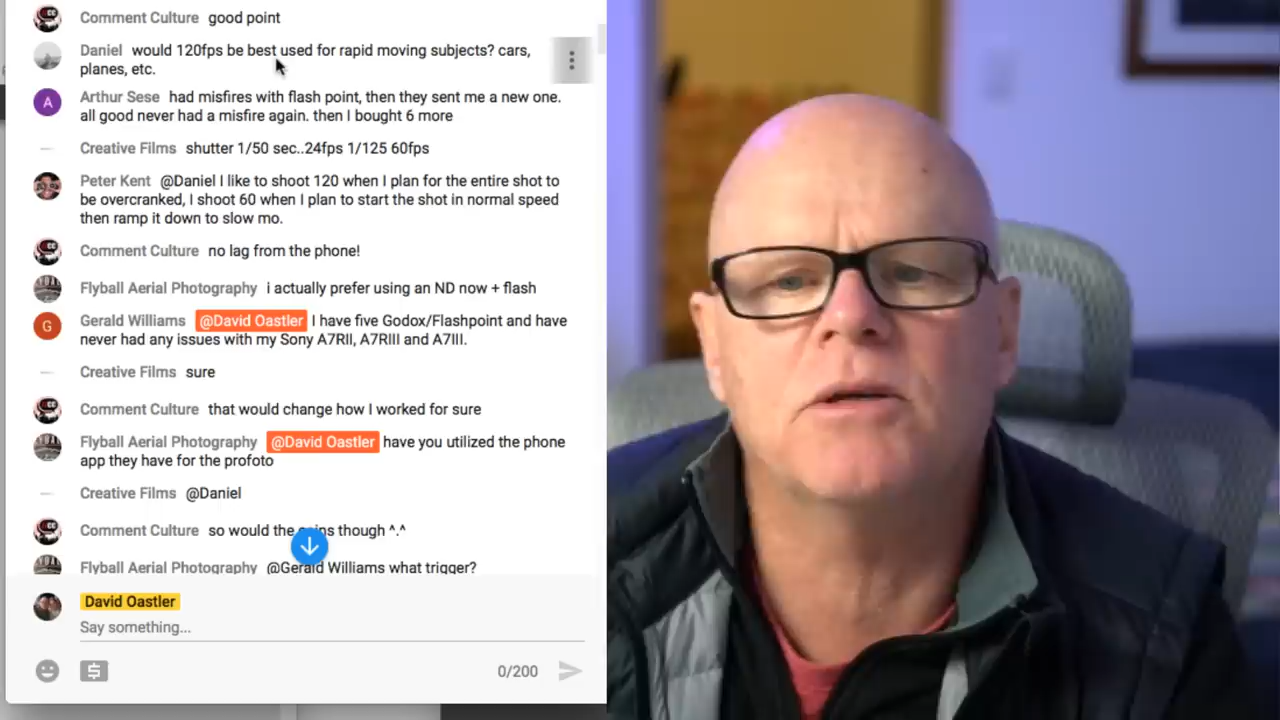 Comment Culture good point
Daniel would 120fps be best used for rapid moving subjects? cars,
planes, etc.
A Arthur Sese had misfires with flash point, then they sent me a new one.
all good never had a misfire again. then I bought 6 more
Creative Films shutter 1/50 sec..24fps 1/125 60fps
Peter Kent @Daniel I like to shoot 120 when I plan for the entire shot to
be overcranked, I shoot 60 when I plan to start the shot in normal speed
then ramp it down to slow mo.
Comment Culture no lag from the phone!
Flyball Aerial Photography i actually prefer using an ND now + flash
G Gerald Williams @David Oastler I have five Godox/Flashpoint and have
never had any issues with my Sony A7RII, A7RIII and A7III.
Creative Films sure
Comment Culture that would change how I worked for sure
Flyball Aerial Photography @David Oastler have you utilized the phone
app they have for the profoto
Creative Films @Daniel
Comment Culture so would the though ^.^
Flyball Aerial Photography @Gerald Williams what trigger?
David Oastler
Say something...
0/200